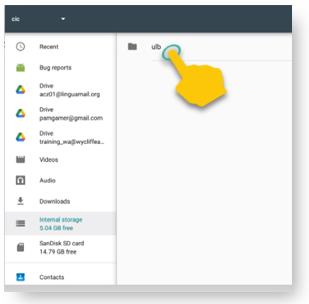 cic
Recent
ulb
Bug reports
Drive
acz01@linguamail.org
Drive
pamgamer@gmail.com
Drive
training_wa@wycliffea...
Videos
Audio
Downloads
Internal storage
5.04 GB free
SanDisk SD card
14.79 GB free
Contacts